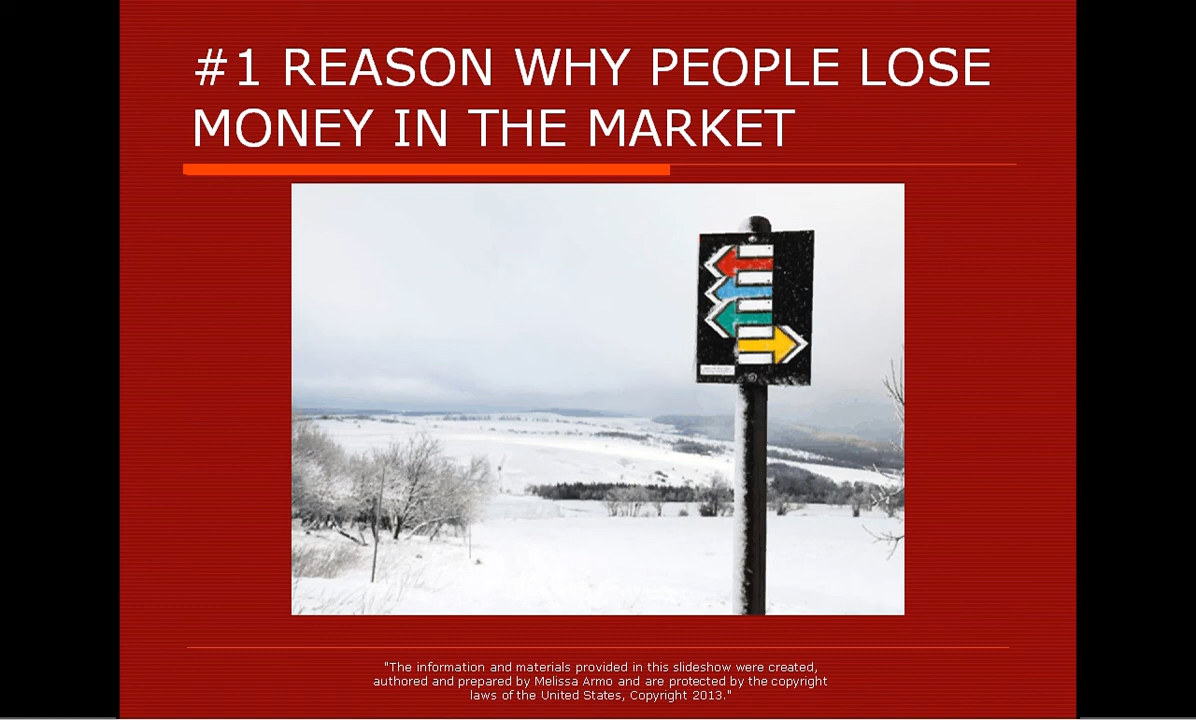 #1 REASON WHY PEOPLE LOSE
MONEY IN THE MARKET
"The information and materials provided in this slideshow were created,
authored and prepared by Melissa Armo and are protected by the copyright
laws of the United States, Copyright 2013."